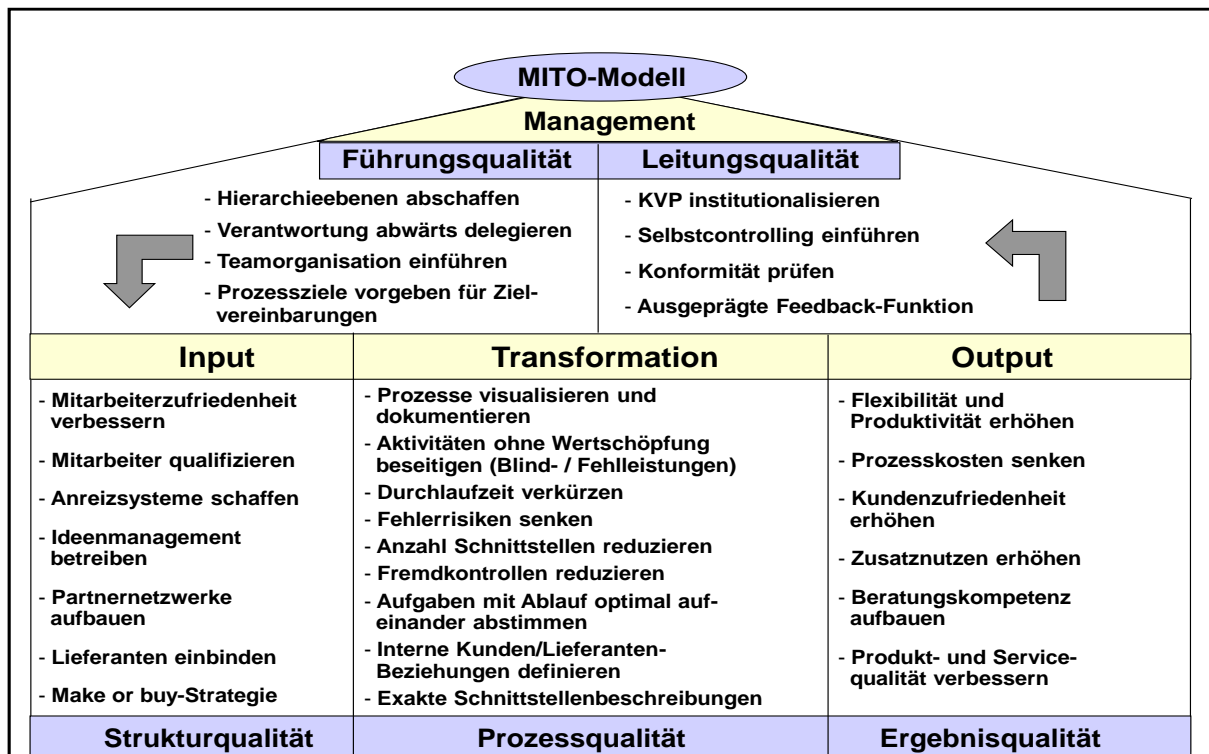 MITO-Modell
Management
Führungsqualität
- Hierarchieebenen abschaffen
- Verantwortung abwärts delegieren
- Teamorganisation einführen
- Prozessziele vorgeben für Ziel-
vereinbarungen
Leitungsqualität
- KVP institutionalisieren
- Selbstcontrolling einführen
- Konformität prüfen
- Ausgeprägte Feedback-Funktion
Input
- Mitarbeiterzufriedenheit
verbessern
- Mitarbeiter qualifizieren
- Anreizsysteme schaffen
- Ideenmanagement
betreiben
- Partnernetzwerke
aufbauen
- Lieferanten einbinden
- Make or buy-Strategie
Strukturqualität
Transformation
- Prozesse visualisieren und
dokumentieren
- Aktivitäten ohne Wertschöpfung
beseitigen (Blind- / Fehlleistungen)
- Durchlaufzeit verkürzen
- Fehlerrisiken senken
- Anzahl Schnittstellen reduzieren
- Fremdkontrollen reduzieren
- Aufgaben mit Ablauf optimal auf-
einander abstimmen
- Interne Kunden/Lieferanten-
Beziehungen definieren
- Exakte Schnittstellenbeschreibungen
Prozessqualität
Output
- Flexibilität und
Produktivität erhöhen
- Prozesskosten senken
- Kundenzufriedenheit
erhöhen
- Zusatznutzen erhöhen
- Beratungskompetenz
aufbauen
- Produkt- und Service-
qualität verbessern
Ergebnisqualität